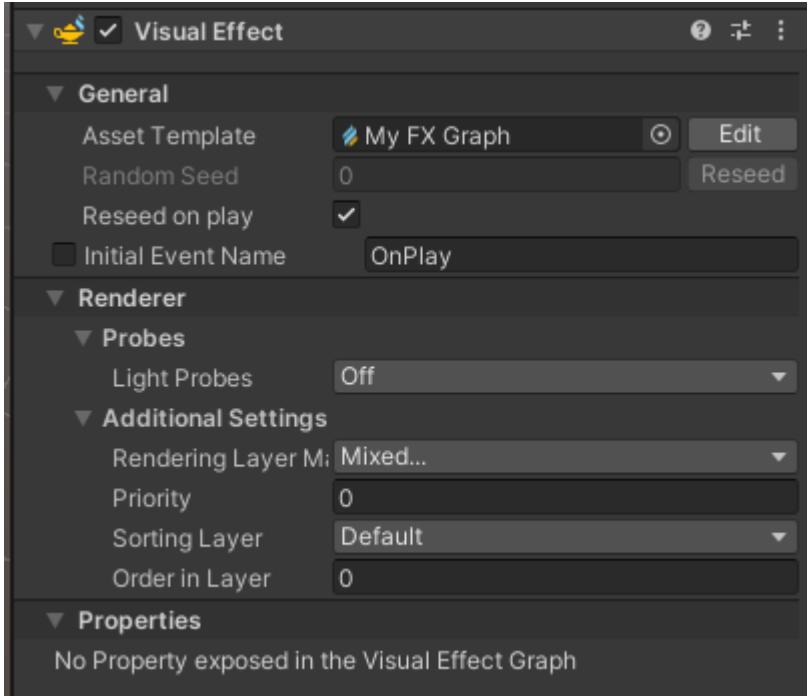 Visual Effect
General
Asset Template My FX Graph Edit
Random Seed 0 Reseed
Reseed on play
Initial Event Name OnPlay
Renderer
Probes
Light Probes Off
Additional Settings
Rendering Layer Ma Mixed...
Priority 0
Sorting Layer Default
Order in Layer 0
Properties
No Property exposed in the Visual Effect Graph